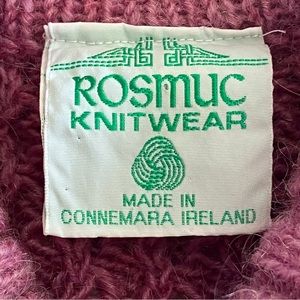 ROSMUC
KNITWEAR
MADE IN
CONNEMARA IRELAND